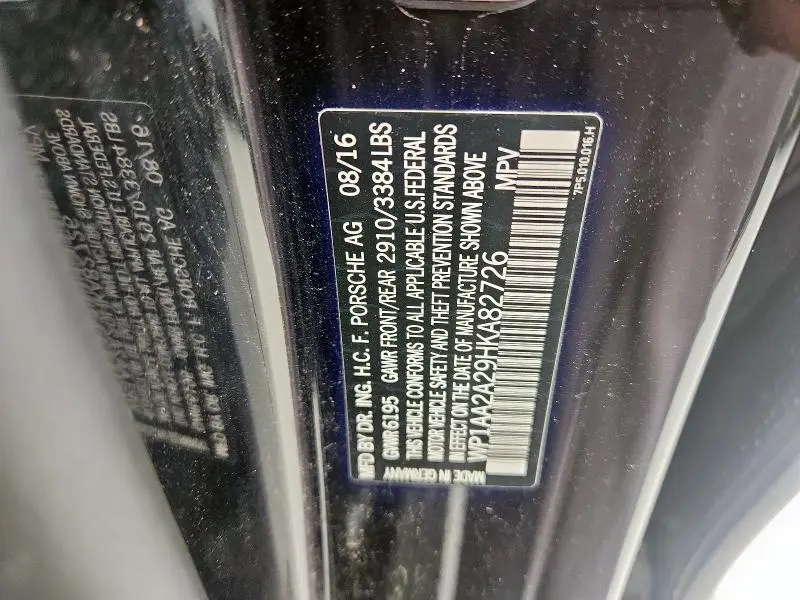 MFD BY DR. ING. H.C. F. PORSCHE AG 08/16
GVWR 6195 GAWR FRONT/REAR 2910/3384 LBS
THIS VEHICLE CONFORMS TO ALL APPLICABLE U.S. FEDERAL
MOTOR VEHICLE SAFETY AND THEFT PREVENTION STANDARDS
IN EFFECT ON THE DATE OF MANUFACTURE SHOWN ABOVE
WP1AA2A29HKA82726 MPV
MADE IN GERMANY
7P5.010.016.H